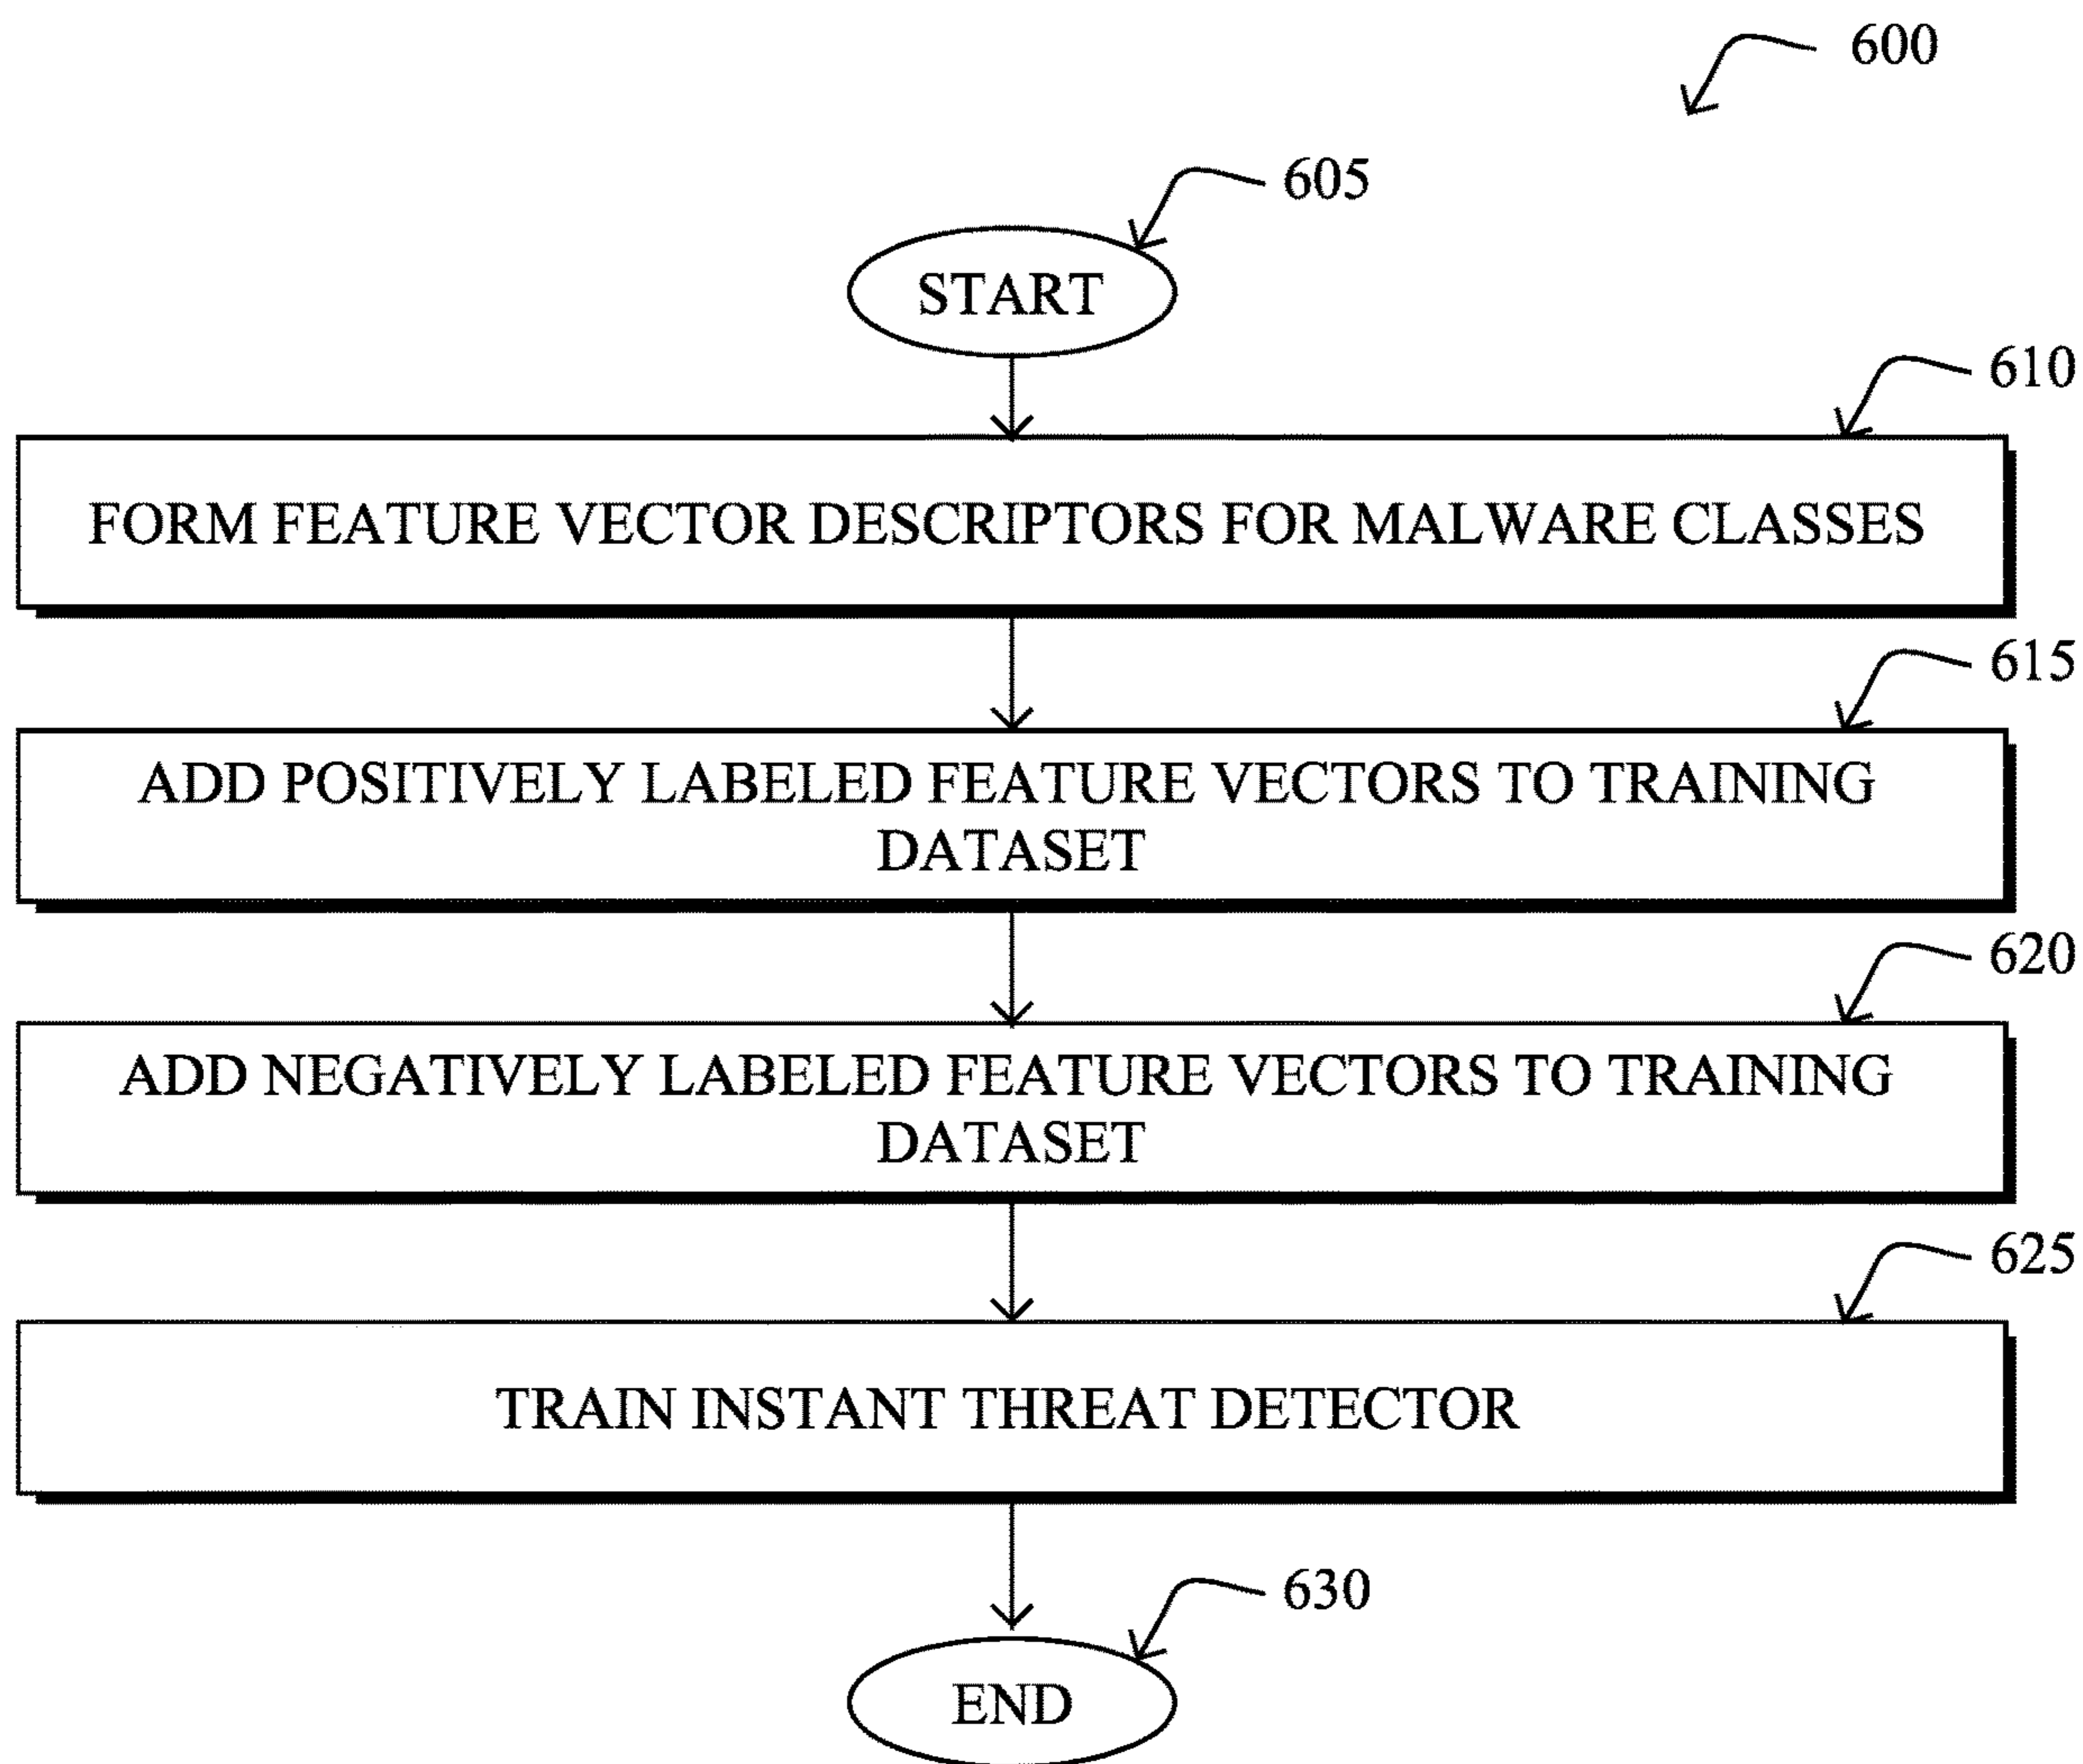 600
605
START
610
FORM FEATURE VECTOR DESCRIPTORS FOR MALWARE CLASSES
615
ADD POSITIVELY LABELED FEATURE VECTORS TO TRAINING
DATASET
620
ADD NEGATIVELY LABELED FEATURE VECTORS TO TRAINING
DATASET
625
TRAIN INSTANT THREAT DETECTOR
630
END